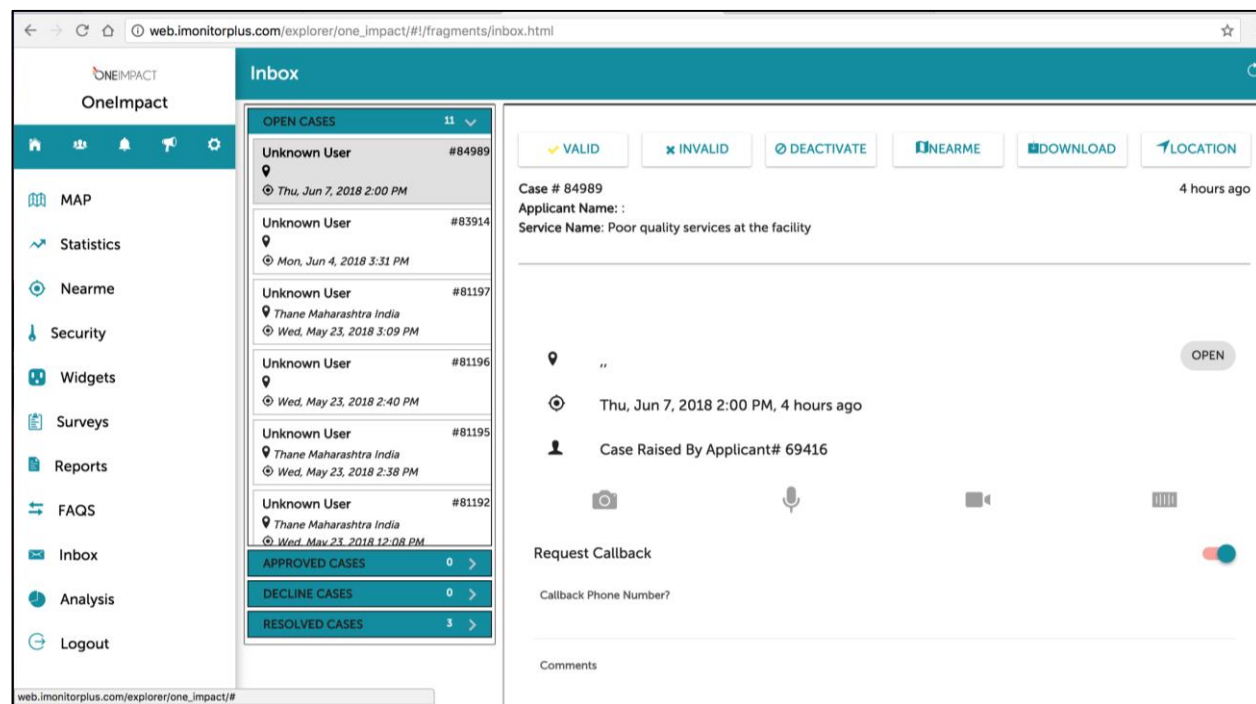 web.imonitorplus.com/explorer/one_impact/#!/fragments/inbox.html
ONEIMPACT
OneImpact
MAP
Statistics
Nearme
Security
Widgets
Surveys
Reports
FAQS
Inbox
Analysis
Logout
web.imonitorplus.com/explorer/one_impact/#
Inbox
OPEN CASES 11
Unknown User #84989
Thu, Jun 7, 2018 2:00 PM
Unknown User #83914
Mon, Jun 4, 2018 3:31 PM
Unknown User #81197
Thane Maharashtra India
Wed, May 23, 2018 3:09 PM
Unknown User #81196
Wed, May 23, 2018 2:40 PM
Unknown User #81195
Thane Maharashtra India
Wed, May 23, 2018 2:38 PM
Unknown User #81192
Thane Maharashtra India
Wed, May 23, 2018 12:08 PM
APPROVED CASES 0
DECLINE CASES 0
RESOLVED CASES 3
VALID INVALID DEACTIVATE NEARME DOWNLOAD LOCATION
Case # 84989 4 hours ago
Applicant Name: :
Service Name: Poor quality services at the facility
,, OPEN
Thu, Jun 7, 2018 2:00 PM, 4 hours ago
Case Raised By Applicant# 69416
Request Callback
Callback Phone Number?
Comments